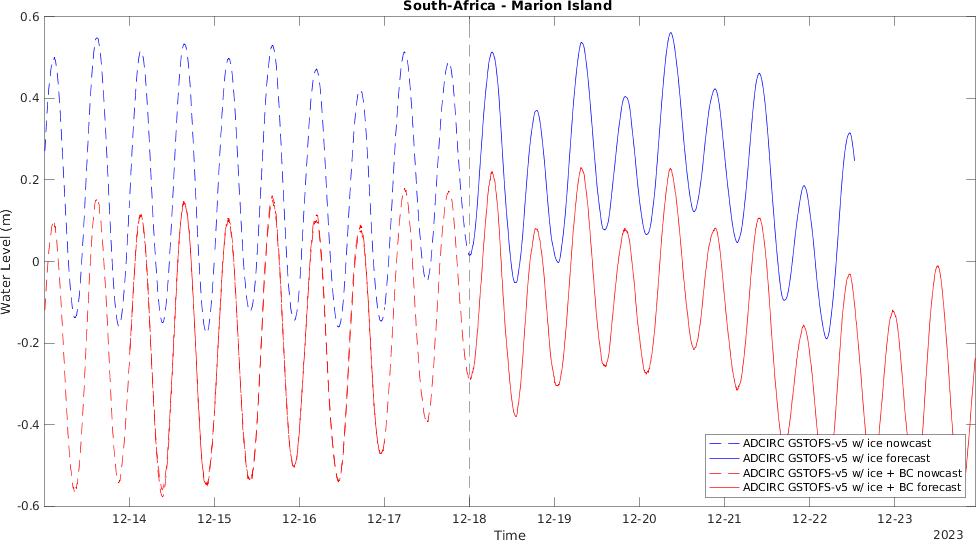 South-Africa - Marion Island
Water Level (m)
0.6
0.4
0.2
0
-0.2
-0.4
-0.6
ADCIRC GSTOFS-v5 w/ ice nowcast
ADCIRC GSTOFS-v5 w/ ice forecast
ADCIRC GSTOFS-v5 w/ ice + BC nowcast
ADCIRC GSTOFS-v5 w/ ice + BC forecast
12-14 12-15 12-16 12-17 12-18 12-19 12-20 12-21 12-22 12-23
Time
2023